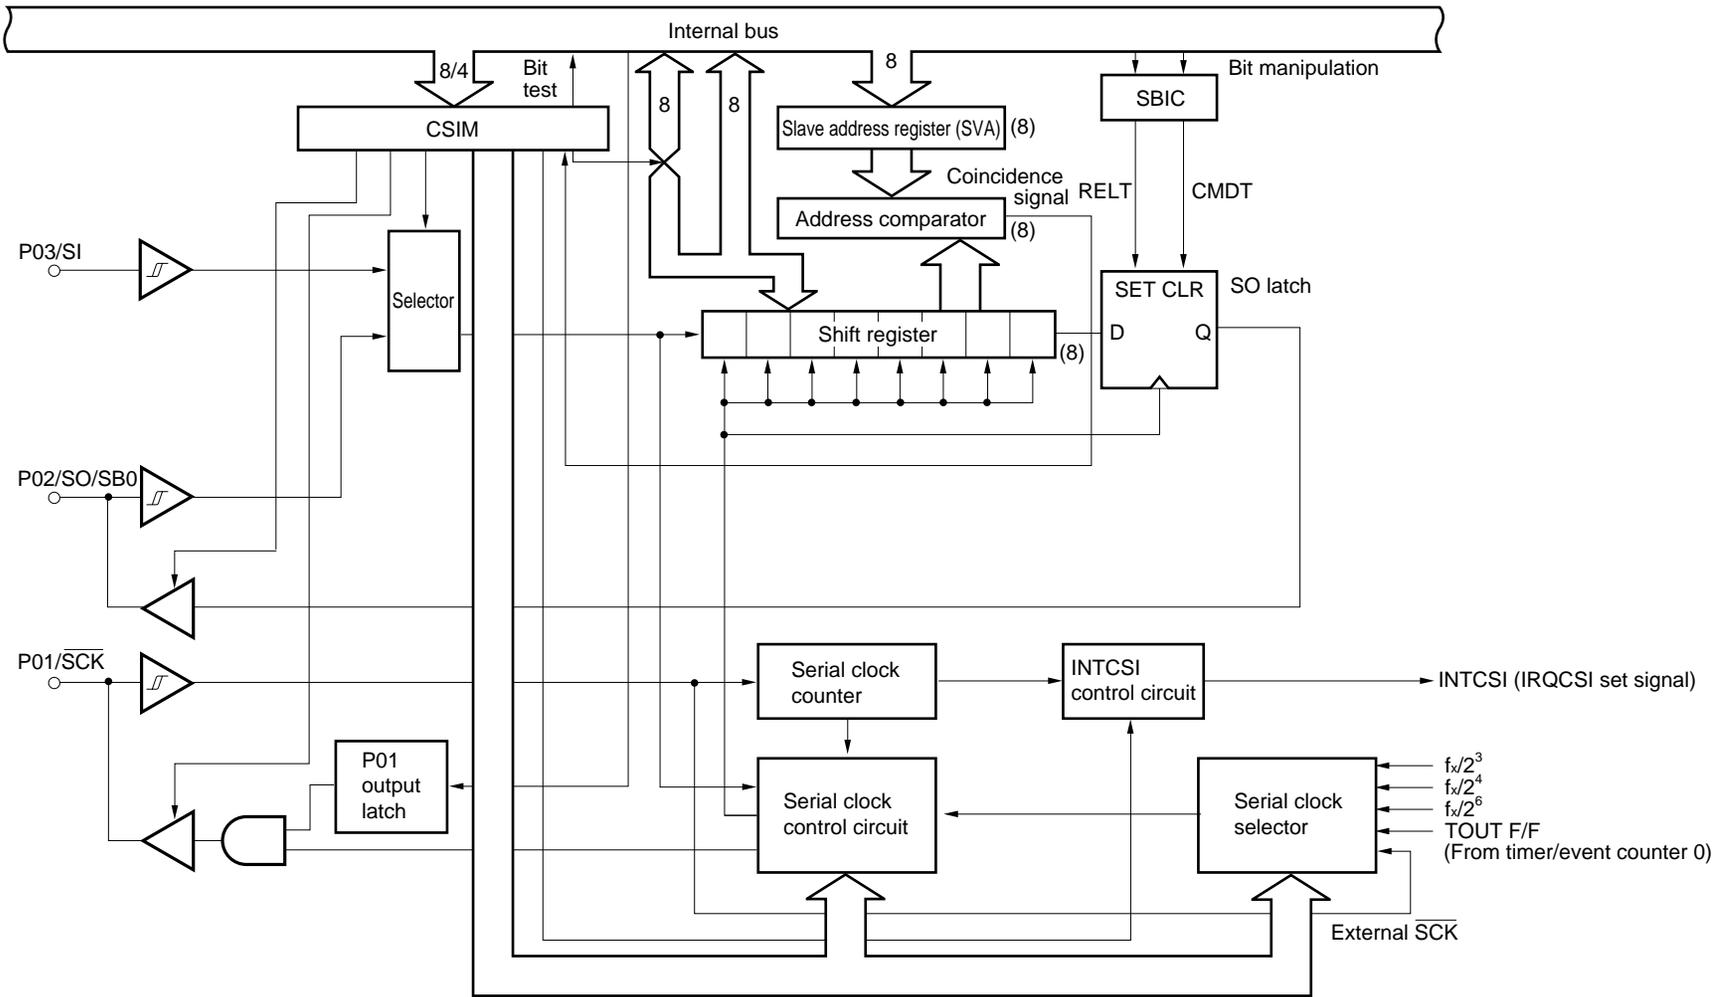 Internal bus
8/4
Bit
test
8
8
8
Bit manipulation
SBIC
CSIM
Slave address register (SVA)
(8)
Coincidence
signal
RELT
CMDT
Address comparator
(8)
P03/SI
Selector
SET CLR
SO latch
D
Q
Shift register
(8)
P02/SO/SB0
P01/S̅C̅K̅
Serial clock
counter
INTCSI
control circuit
INTCSI (IRQCSI set signal)
P01
output
latch
Serial clock
control circuit
Serial clock
selector
fx/2³
fx/2⁴
fx/2⁶
TOUT F/F
(From timer/event counter 0)
External S̅C̅K̅